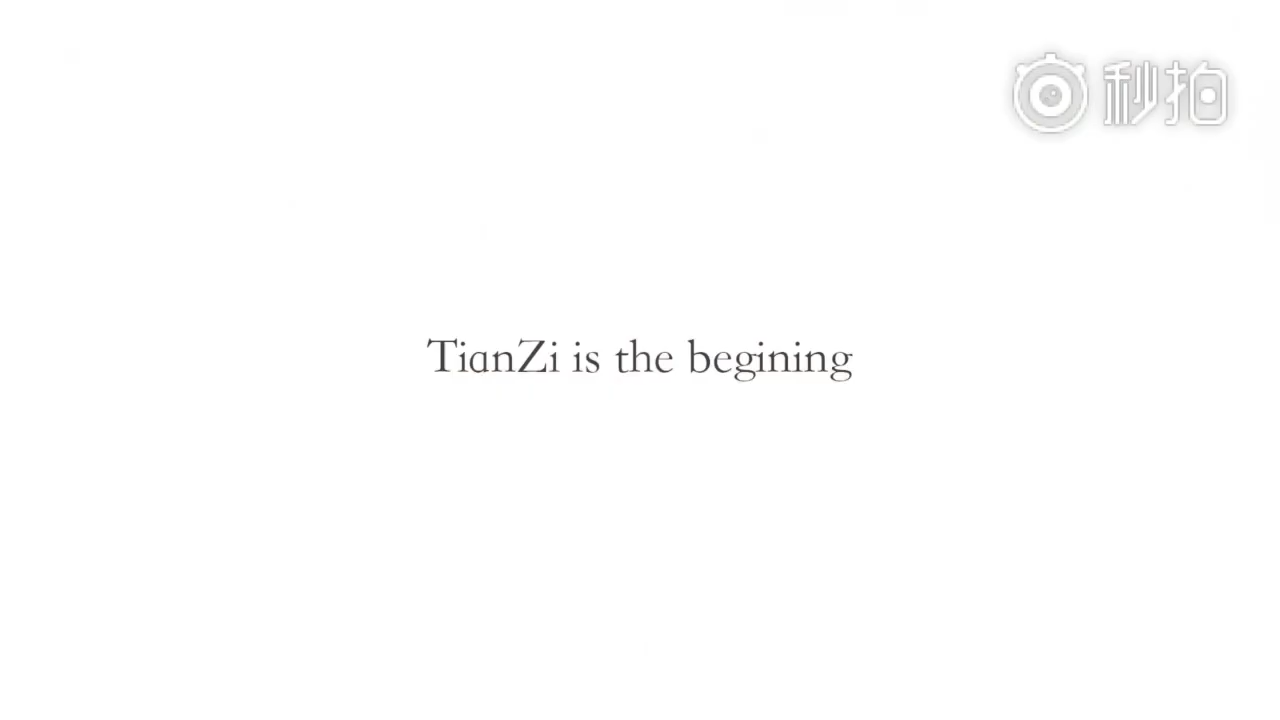 秒拍
TianZi is the begining